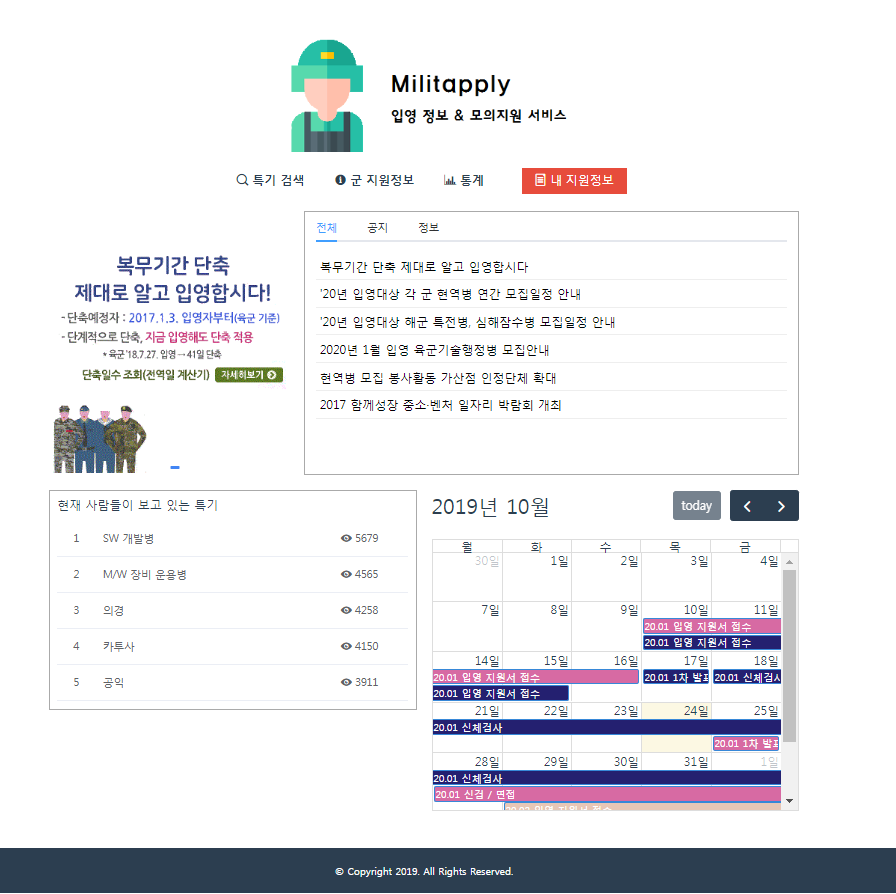 Militapply
입영 정보 & 모의지원 서비스
특기 검색 군 지원정보 통계 내 지원정보
복무기간 단축
제대로 알고 입영합시다!
- 단축예정자 : 2017.1.3. 입영자부터(육군 기준)
- 단계적으로 단축, 지금 입영해도 단축 적용
* 육군 '18.7.27. 입영→41일 단축
단축일수 조회(전역일 계산기) 자세히보기
전체 공지 정보
복무기간 단축 제대로 알고 입영합시다
'20년 입영대상 각 군 현역병 연간 모집일정 안내
'20년 입영대상 해군 특전병, 심해잠수병 모집일정 안내
2020년 1월 입영 육군기술행정병 모집안내
현역병 모집 봉사활동 가산점 인정단체 확대
2017 함께성장 중소·벤처 일자리 박람회 개최
현재 사람들이 보고 있는 특기
1 SW 개발병 5679
2 M/W 장비 운용병 4565
3 의경 4258
4 카투사 4150
5 공익 3911
2019년 10월 today
월 화 수 목 금
30일 1일 2일 3일 4일
7일 8일 9일 10일 11일
20.01 입영 지원서 접수
20.01 입영 지원서 접수
14일 15일 16일 17일 18일
20.01 입영 지원서 접수 20.01 1차 발표 20.01 신체검사
20.01 입영 지원서 접수
21일 22일 23일 24일 25일
20.01 신체검사
20.01 1차 발표
28일 29일 30일 31일 1일
20.01 신체검사
20.01 신검 / 면접
20.02 입영 지원서 접수
© Copyright 2019. All Rights Reserved.